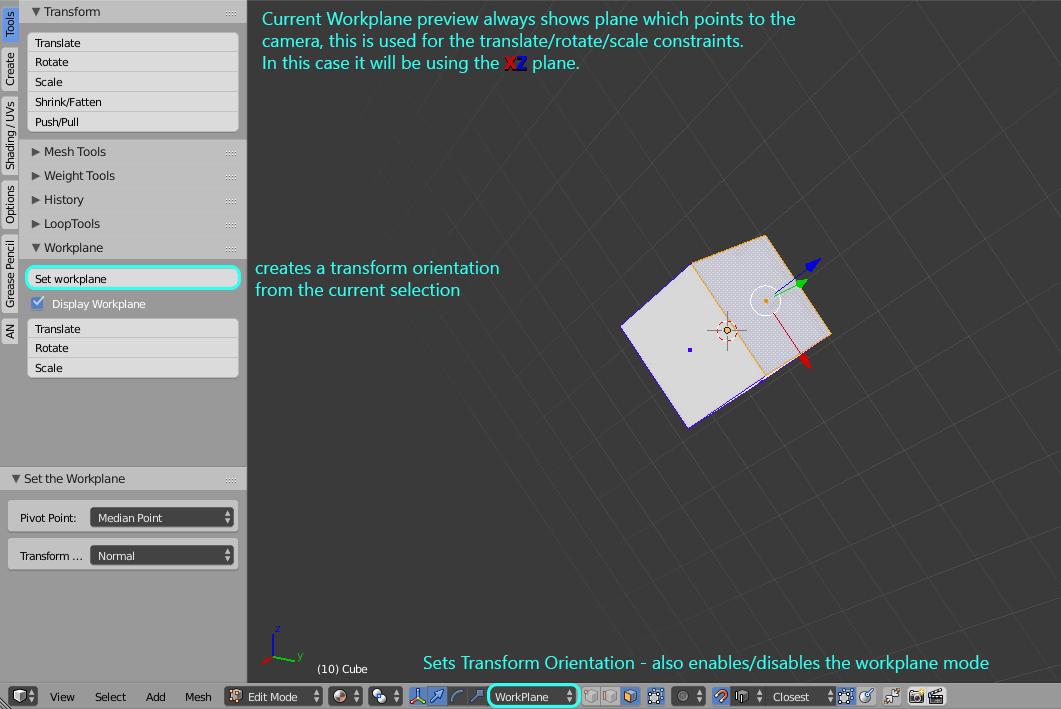 Tools
Create
Shading / UVs
Options
Grease Pencil
AN
Transform
Translate
Rotate
Scale
Shrink/Fatten
Push/Pull
Mesh Tools
Weight Tools
History
LoopTools
Workplane
Set workplane
Display Workplane
Translate
Rotate
Scale
Set the Workplane
Pivot Point: Median Point
Transform ... Normal
Current Workplane preview always shows plane which points to the
camera, this is used for the translate/rotate/scale constraints.
In this case it will be using the XZ plane.
creates a transform orientation
from the current selection
z
y
(10) Cube
Sets Transform Orientation - also enables/disables the workplane mode
View Select Add Mesh Edit Mode WorkPlane Closest